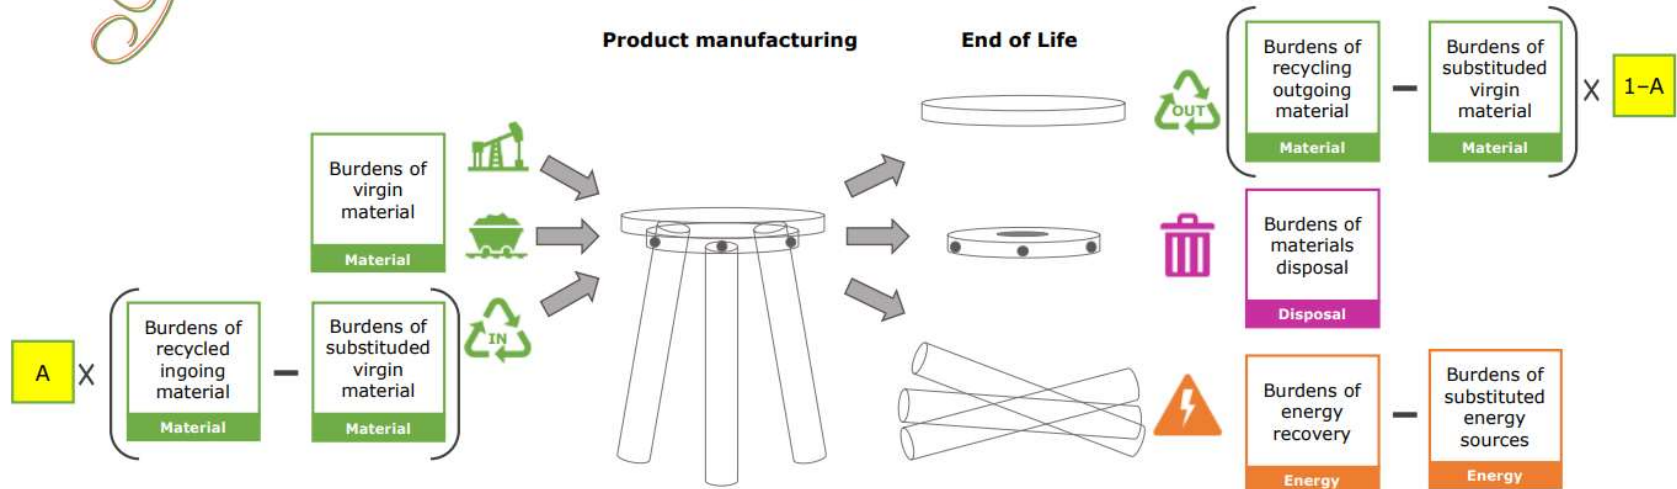 Product manufacturing
End of Life
Burdens of
virgin
material
Material
A
×
Burdens of
recycled
ingoing
material
Material
−
Burdens of
substituded
virgin
material
Material
IN
OUT
Burdens of
recycling
outgoing
material
Material
−
Burdens of
substituded
virgin
material
Material
×
1−A
Burdens of
materials
disposal
Disposal
Burdens of
energy
recovery
Energy
−
Burdens of
substituted
energy
sources
Energy